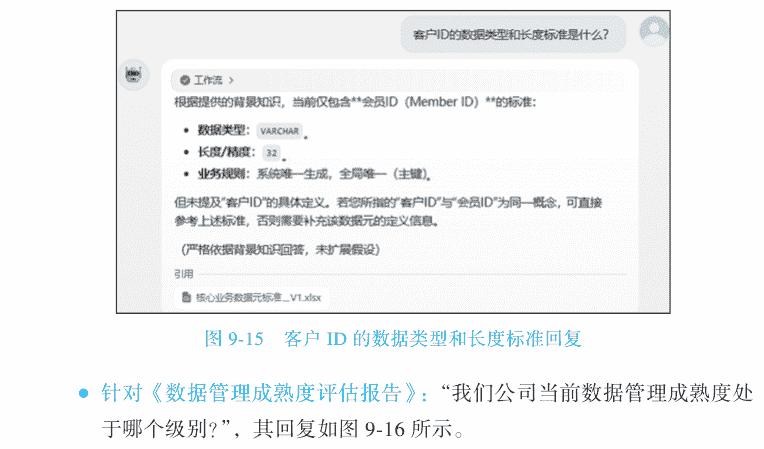 客户ID的数据类型和长度标准是什么？
工作流 >
根据提供的背景知识，当前仅包含**会员ID（Member ID）**的标准：
• 数据类型： VARCHAR 。
• 长度/精度： 32 。
• 业务规则：系统唯一生成，全局唯一（主键）。
但未提及“客户ID”的具体定义。若您所指的“客户ID”与“会员ID”为同一概念，可直接
参考上述标准，否则需要补充该数据元的定义信息。
（严格依据背景知识回答，未扩展假设）
引用
核心业务数据元标准_V1.xlsx
图 9-15 客户 ID 的数据类型和长度标准回复
● 针对《数据管理成熟度评估报告》：“我们公司当前数据管理成熟度处
于哪个级别？”，其回复如图 9-16 所示。